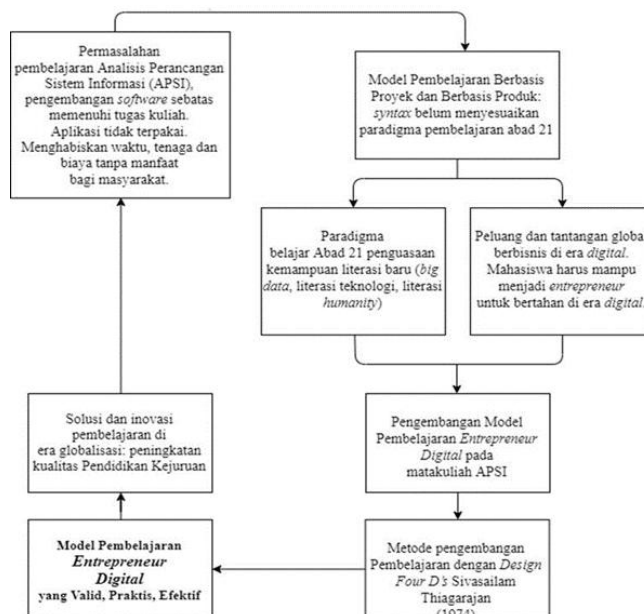 Permasalahan
pembelajaran Analisis Perancangan
Sistem Informasi (APSI),
pengembangan software sebatas
memenuhi tugas kuliah.
Aplikasi tidak terpakai.
Menghabiskan waktu, tenaga dan
biaya tanpa manfaat
bagi masyarakat.
Model Pembelajaran Berbasis
Proyek dan Berbasis Produk:
syntax belum menyesuaikan
paradigma pembelajaran abad 21
Paradigma
belajar Abad 21 penguasaan
kemampuan literasi baru (big
data, literasi teknologi, literasi
humanity)
Peluang dan tantangan global
berbisnis di era digital.
Mahasiswa harus mampu
menjadi entrepreneur
untuk bertahan di era digital.
Solusi dan inovasi
pembelajaran di
era globalisasi: peningkatan
kualitas Pendidikan Kejuruan
Pengembangan Model
Pembelajaran Entrepreneur
Digital pada
matakuliah APSI
Model Pembelajaran
Entrepreneur
Digital
yang Valid, Praktis, Efektif
Metode pengembangan
Pembelajaran dengan Design
Four D's Sivasailam
Thiagarajan
(1974)